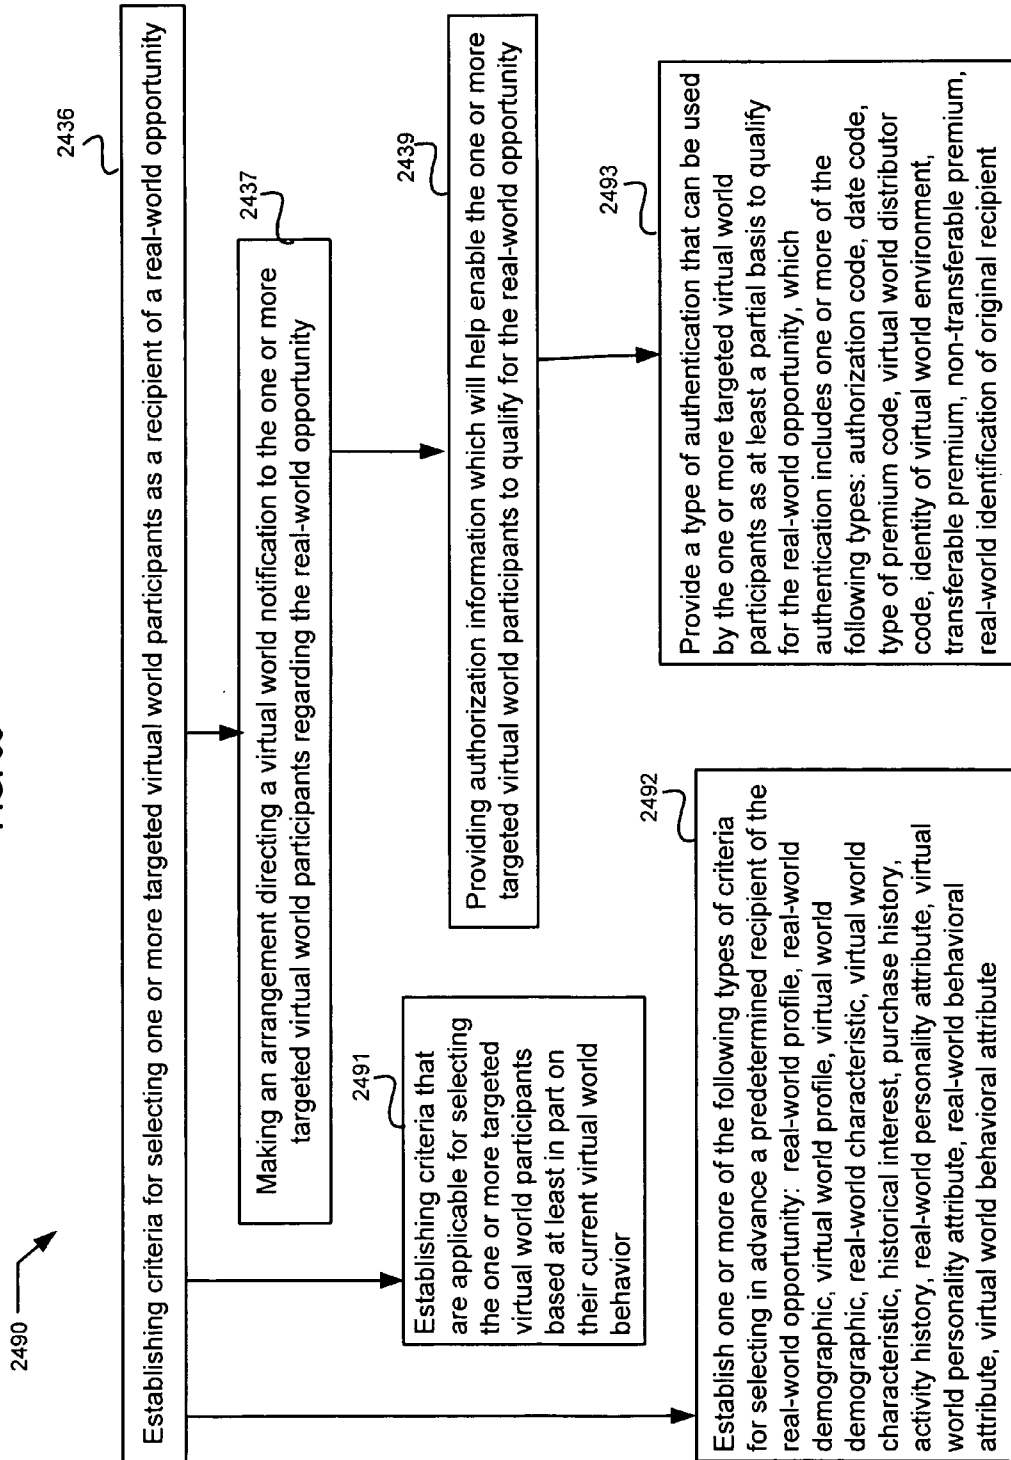 2490
2436
Establishing criteria for selecting one or more targeted virtual world participants as a recipient of a real-world opportunity
2437
Making an arrangement directing a virtual world notification to the one or more
targeted virtual world participants regarding the real-world opportunity
2439
Providing authorization information which will help enable the one or more
targeted virtual world participants to qualify for the real-world opportunity
2491
Establishing criteria that
are applicable for selecting
the one or more targeted
virtual world participants
based at least in part on
their current virtual world
behavior
2492
Establish one or more of the following types of criteria
for selecting in advance a predetermined recipient of the
real-world opportunity: real-world profile, real-world
demographic, virtual world profile, virtual world
demographic, real-world characteristic, virtual world
characteristic, historical interest, purchase history,
activity history, real-world personality attribute, virtual
world personality attribute, real-world behavioral
attribute, virtual world behavioral attribute
2493
Provide a type of authentication that can be used
by the one or more targeted virtual world
participants as at least a partial basis to qualify
for the real-world opportunity, which
authentication includes one or more of the
following types: authorization code, date code,
type of premium code, virtual world distributor
code, identity of virtual world environment,
transferable premium, non-transferable premium,
real-world identification of original recipient